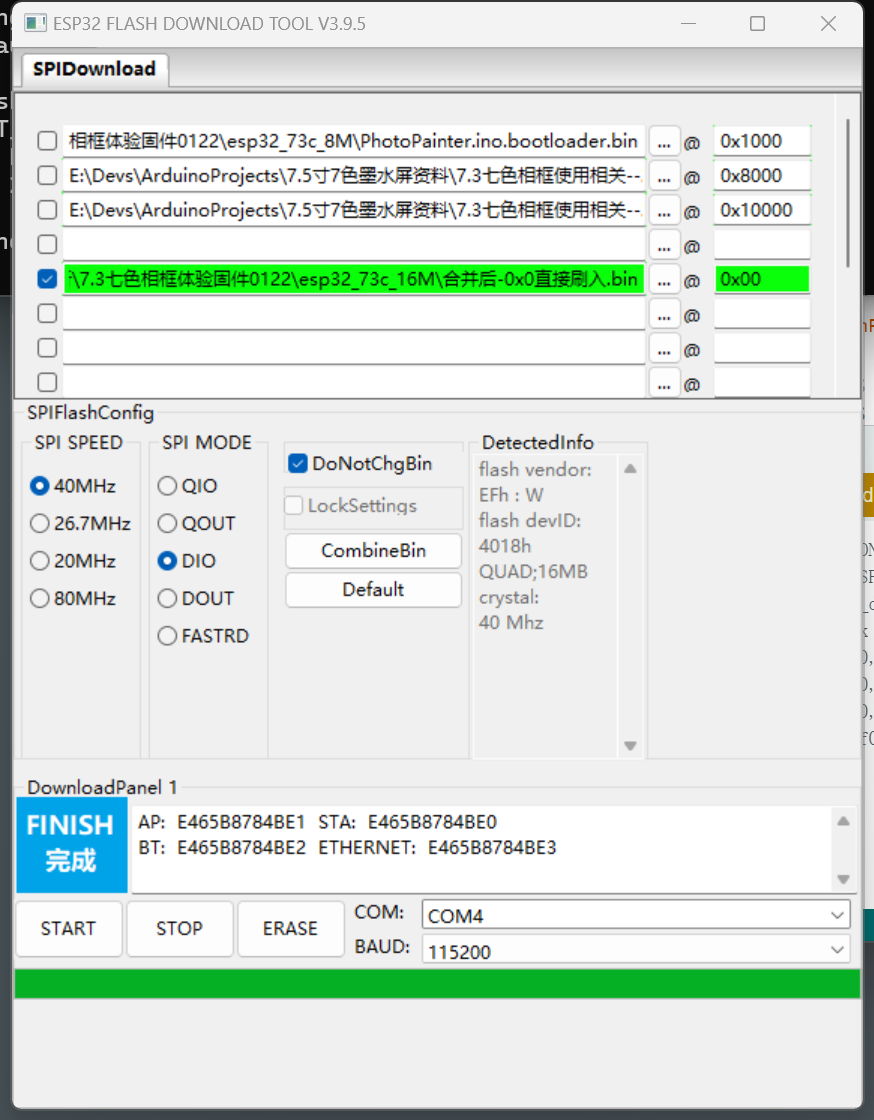 ESP32 FLASH DOWNLOAD TOOL V3.9.5
SPIDownload
相框体验固件0122\esp32_73c_8M\PhotoPainter.ino.bootloader.bin ... @ 0x1000
E:\Devs\ArduinoProjects\7.5寸7色墨水屏资料\7.3七色相框使用相关--. ... @ 0x8000
E:\Devs\ArduinoProjects\7.5寸7色墨水屏资料\7.3七色相框使用相关--. ... @ 0x10000
... @
\7.3七色相框体验固件0122\esp32_73c_16M\合并后-0x0直接刷入.bin ... @ 0x00
... @
... @
... @
SPIFlashConfig
SPI SPEED
40MHz
26.7MHz
20MHz
80MHz
SPI MODE
QIO
QOUT
DIO
DOUT
FASTRD
DoNotChgBin
LockSettings
CombineBin
Default
DetectedInfo
flash vendor:
EFh : W
flash devID:
4018h
QUAD;16MB
crystal:
40 Mhz
DownloadPanel 1
FINISH
完成
AP: E465B8784BE1 STA: E465B8784BE0
BT: E465B8784BE2 ETHERNET: E465B8784BE3
START
STOP
ERASE
COM: COM4
BAUD: 115200